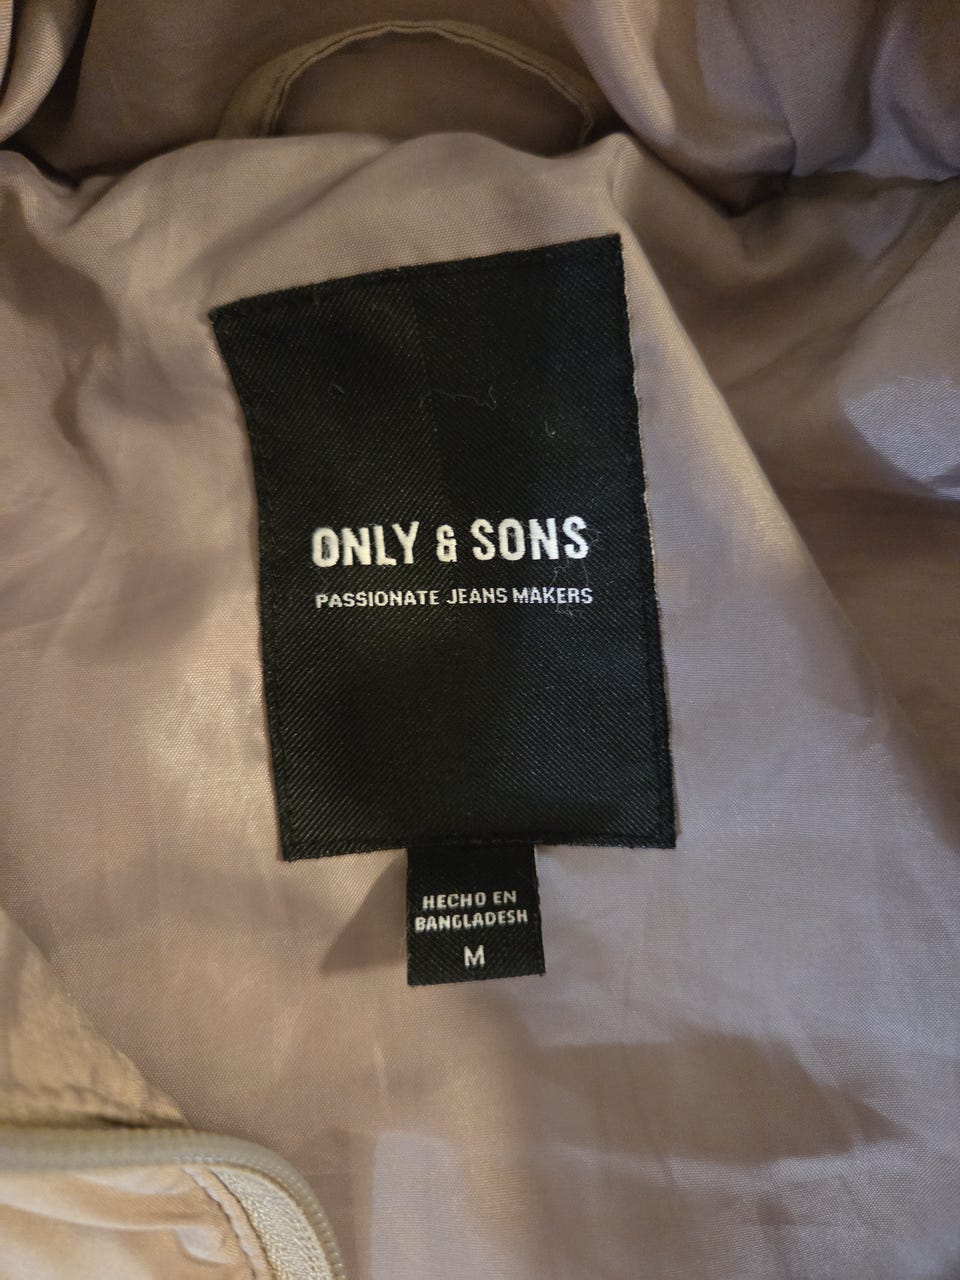 ONLY & SONS
PASSIONATE JEANS MAKERS
HECHO EN
BANGLADESH
M